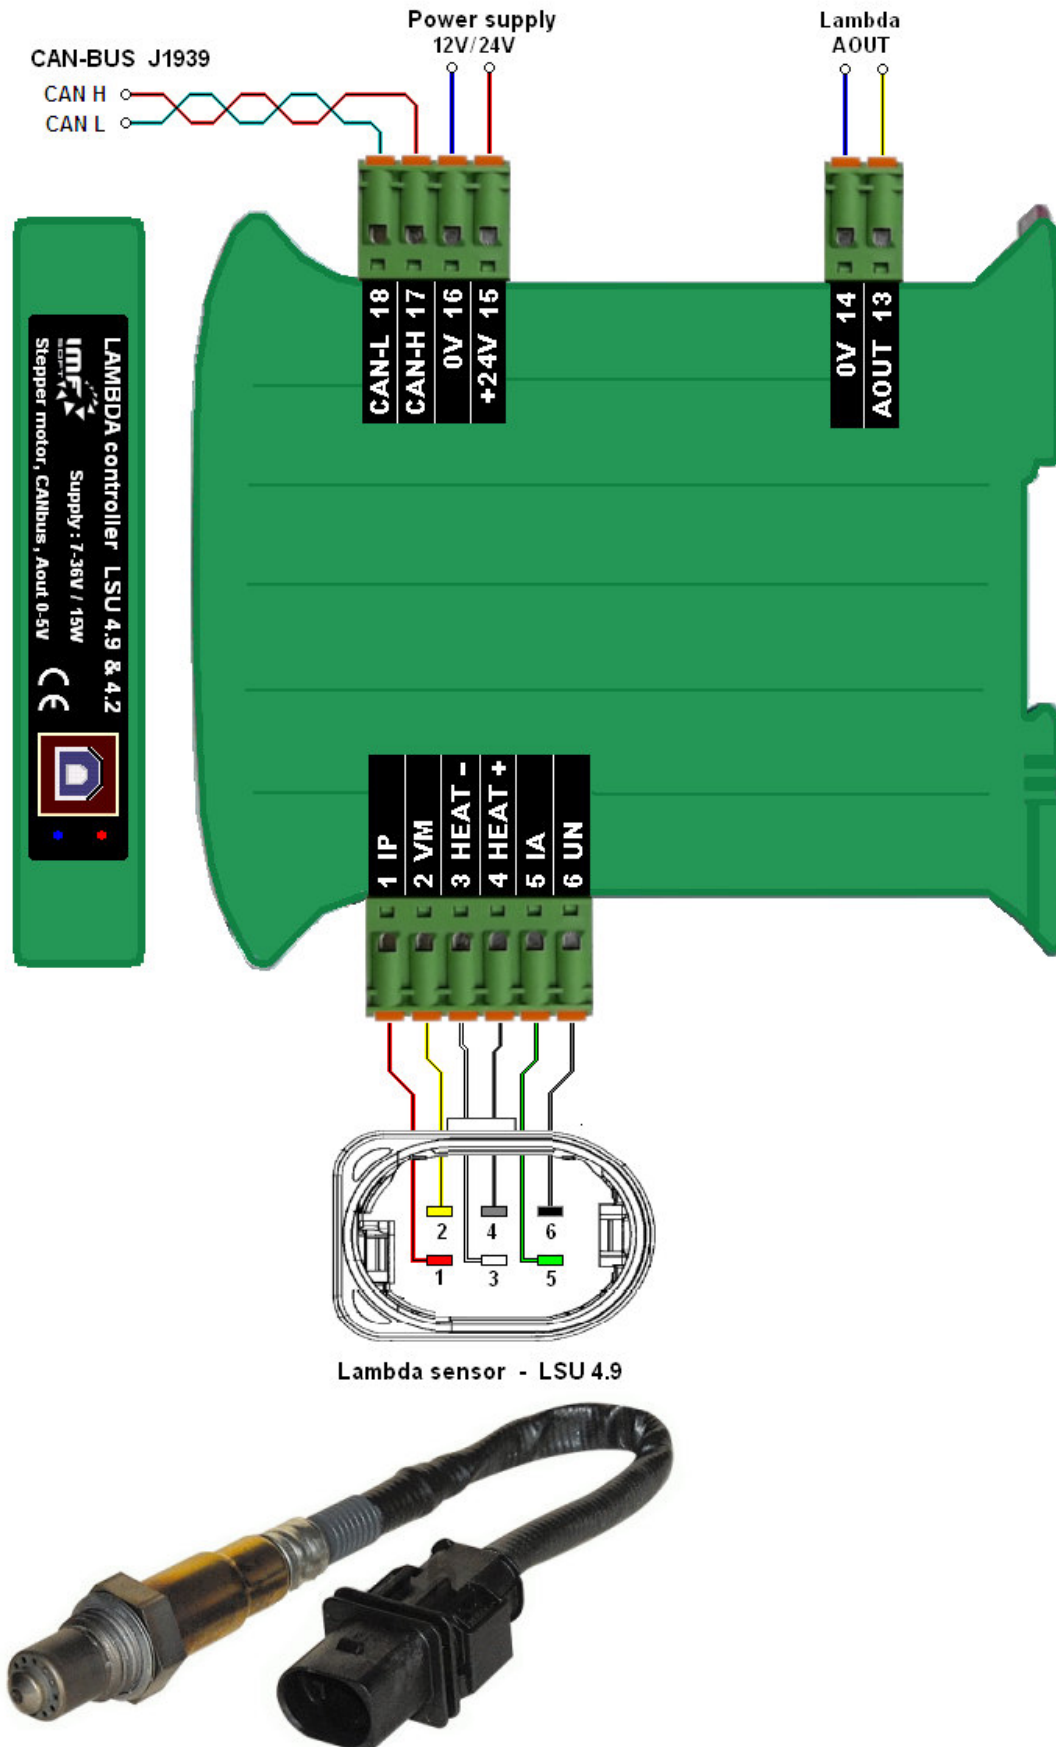 Power supply
12V/24V
Lambda
AOUT
CAN-BUS J1939
CAN H
CAN L
CAN-L 18
CAN-H 17
0V 16
+24V 15
0V 14
AOUT 13
LAMBDA controller LSU 4.9 & 4.2
IMF
SOFT
Supply : 7-36V / 15W
Stepper motor, CANbus, Aout 0-5V
CE
1 IP
2 VM
3 HEAT -
4 HEAT +
5 IA
6 UN
2
4
6
1
3
5
Lambda sensor - LSU 4.9